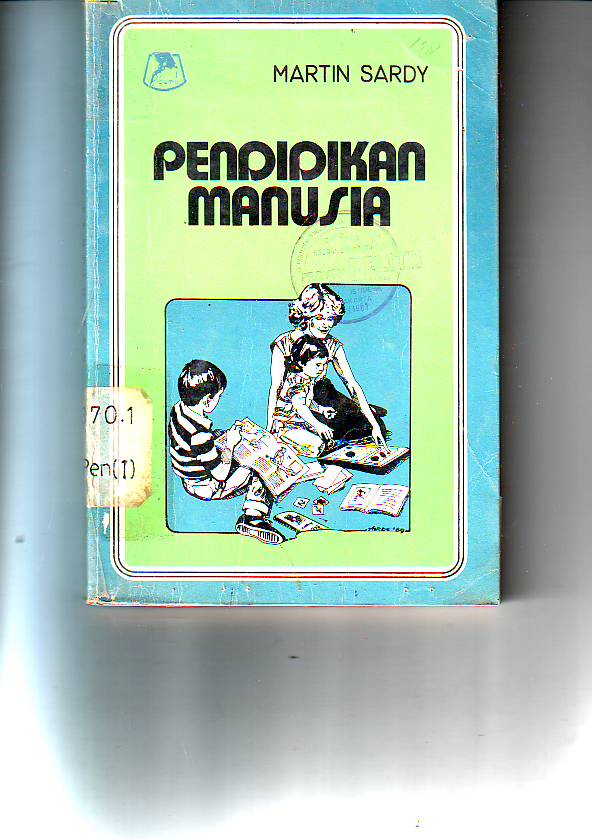 MARTIN SARDY
PENDIDIKAN
MANUSIA
70.1
Pen(I)